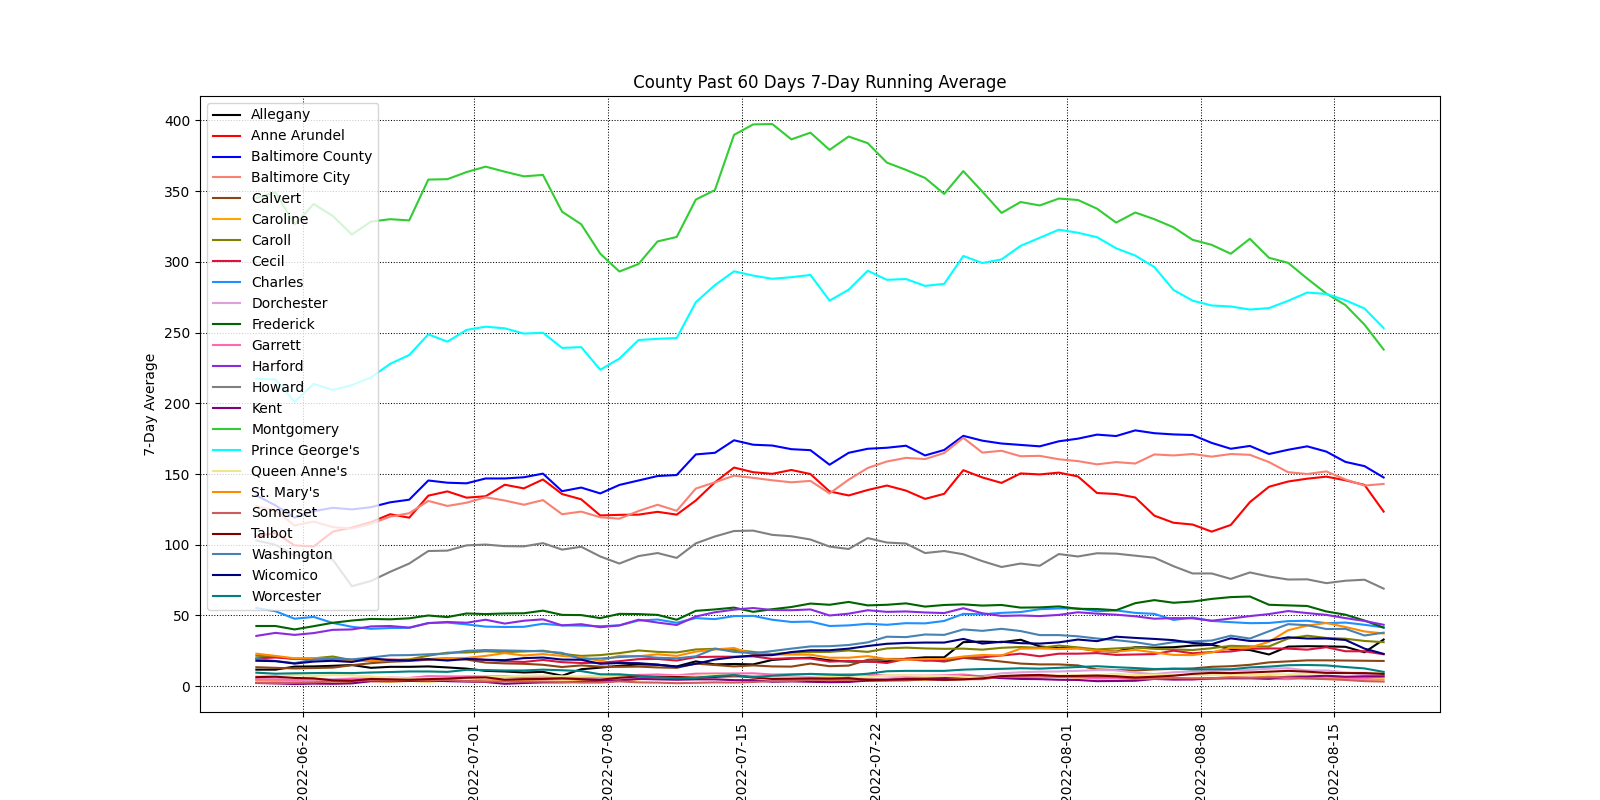 County Past 60 Days 7-Day Running Average
7-Day Average
400
350
300
250
200
150
100
50
0
Allegany
Anne Arundel
Baltimore County
Baltimore City
Calvert
Caroline
Caroll
Cecil
Charles
Dorchester
Frederick
Garrett
Harford
Howard
Kent
Montgomery
Prince George's
Queen Anne's
St. Mary's
Somerset
Talbot
Washington
Wicomico
Worcester
2022-06-22
2022-07-01
2022-07-08
2022-07-15
2022-07-22
2022-08-01
2022-08-08
2022-08-15